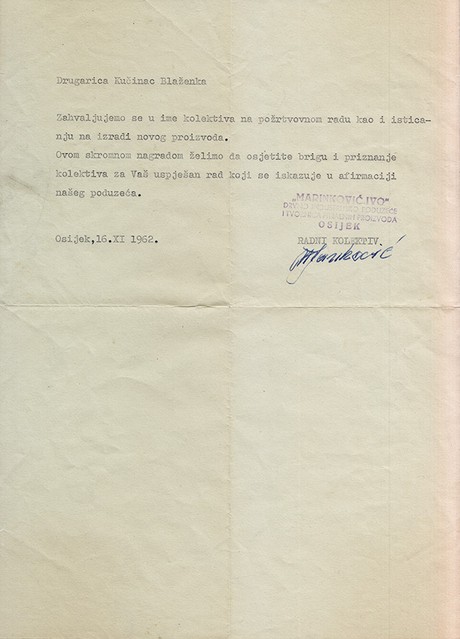 Drugarica Kučinac Blaženka
Zahvaljujemo se u ime kolektiva na požrtvovnom radu kao i istica-
nju na izradi novog proizvoda.
Ovom skromnom nagradom želimo da osjetite brigu i priznanje
kolektiva za Vaš uspješan rad koji se iskazuje u afirmaciji
našeg poduzeća.
„MARINKOVIĆ IVO"
OSIJEK
Osijek,16.XI 1962.
RADNI KOLEKTIV